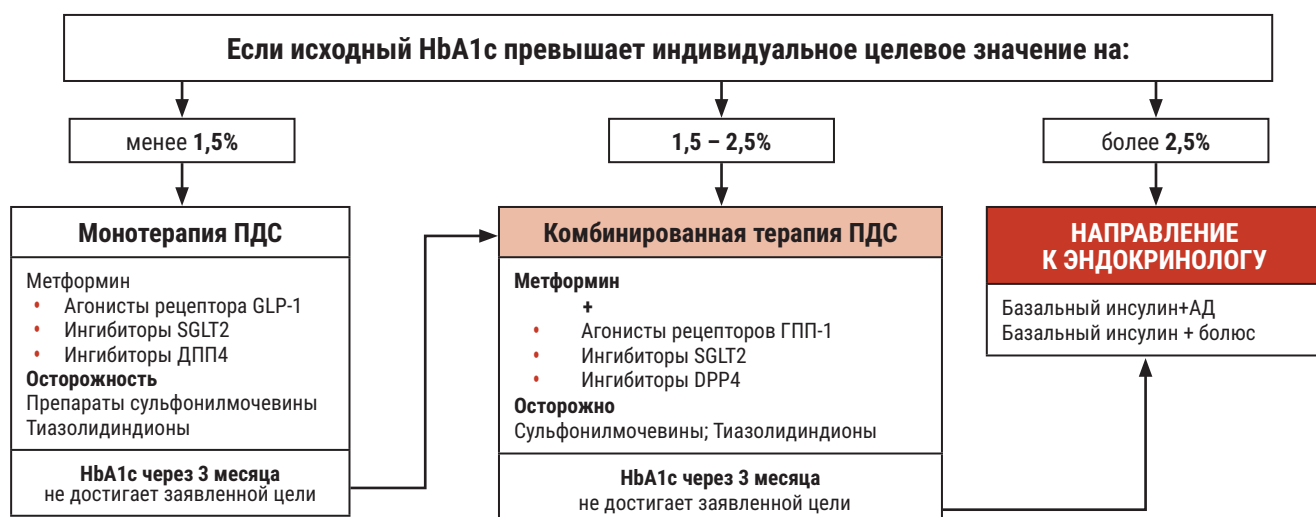 Если исходный HbA1c превышает индивидуальное целевое значение на:
менее 1,5%
1,5 – 2,5%
более 2,5%
Монотерапия ПДС
Метформин
• Агонисты рецептора GLP-1
• Ингибиторы SGLT2
• Ингибиторы ДПП4
Осторожность
Препараты сульфонилмочевины
Тиазолидиндионы
HbA1c через 3 месяца
не достигает заявленной цели
Комбинированная терапия ПДС
Метформин
+
• Агонисты рецепторов ГПП-1
• Ингибиторы SGLT2
• Ингибиторы DPP4
Осторожно
Сульфонилмочевины; Тиазолидиндионы
HbA1c через 3 месяца
не достигает заявленной цели
НАПРАВЛЕНИЕ
К ЭНДОКРИНОЛОГУ
Базальный инсулин+АД
Базальный инсулин + болюс